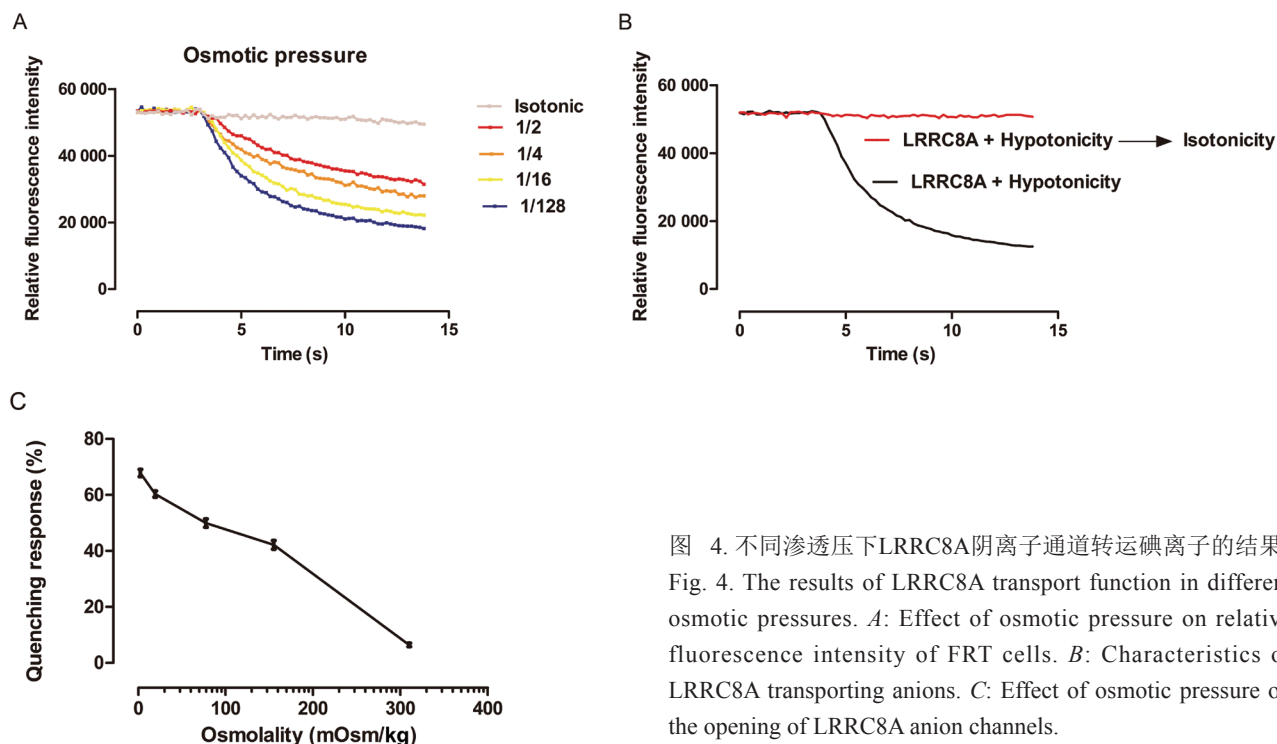 A
Osmotic pressure
Relative fluorescence intensity
60 000
40 000
20 000
0
0
5
10
15
Time (s)
Isotonic
1/2
1/4
1/16
1/128
B
Relative fluorescence intensity
60 000
40 000
20 000
0
0
5
10
15
Time (s)
LRRC8A + Hypotonicity → Isotonicity
LRRC8A + Hypotonicity
C
Quenching response (%)
80
60
40
20
0
0
100
200
300
400
Osmolality (mOsm/kg)
图 4. 不同渗透压下LRRC8A阴离子通道转运碘离子的结果
Fig. 4. The results of LRRC8A transport function in differen
osmotic pressures. A: Effect of osmotic pressure on relativ
fluorescence intensity of FRT cells. B: Characteristics o
LRRC8A transporting anions. C: Effect of osmotic pressure o
the opening of LRRC8A anion channels.